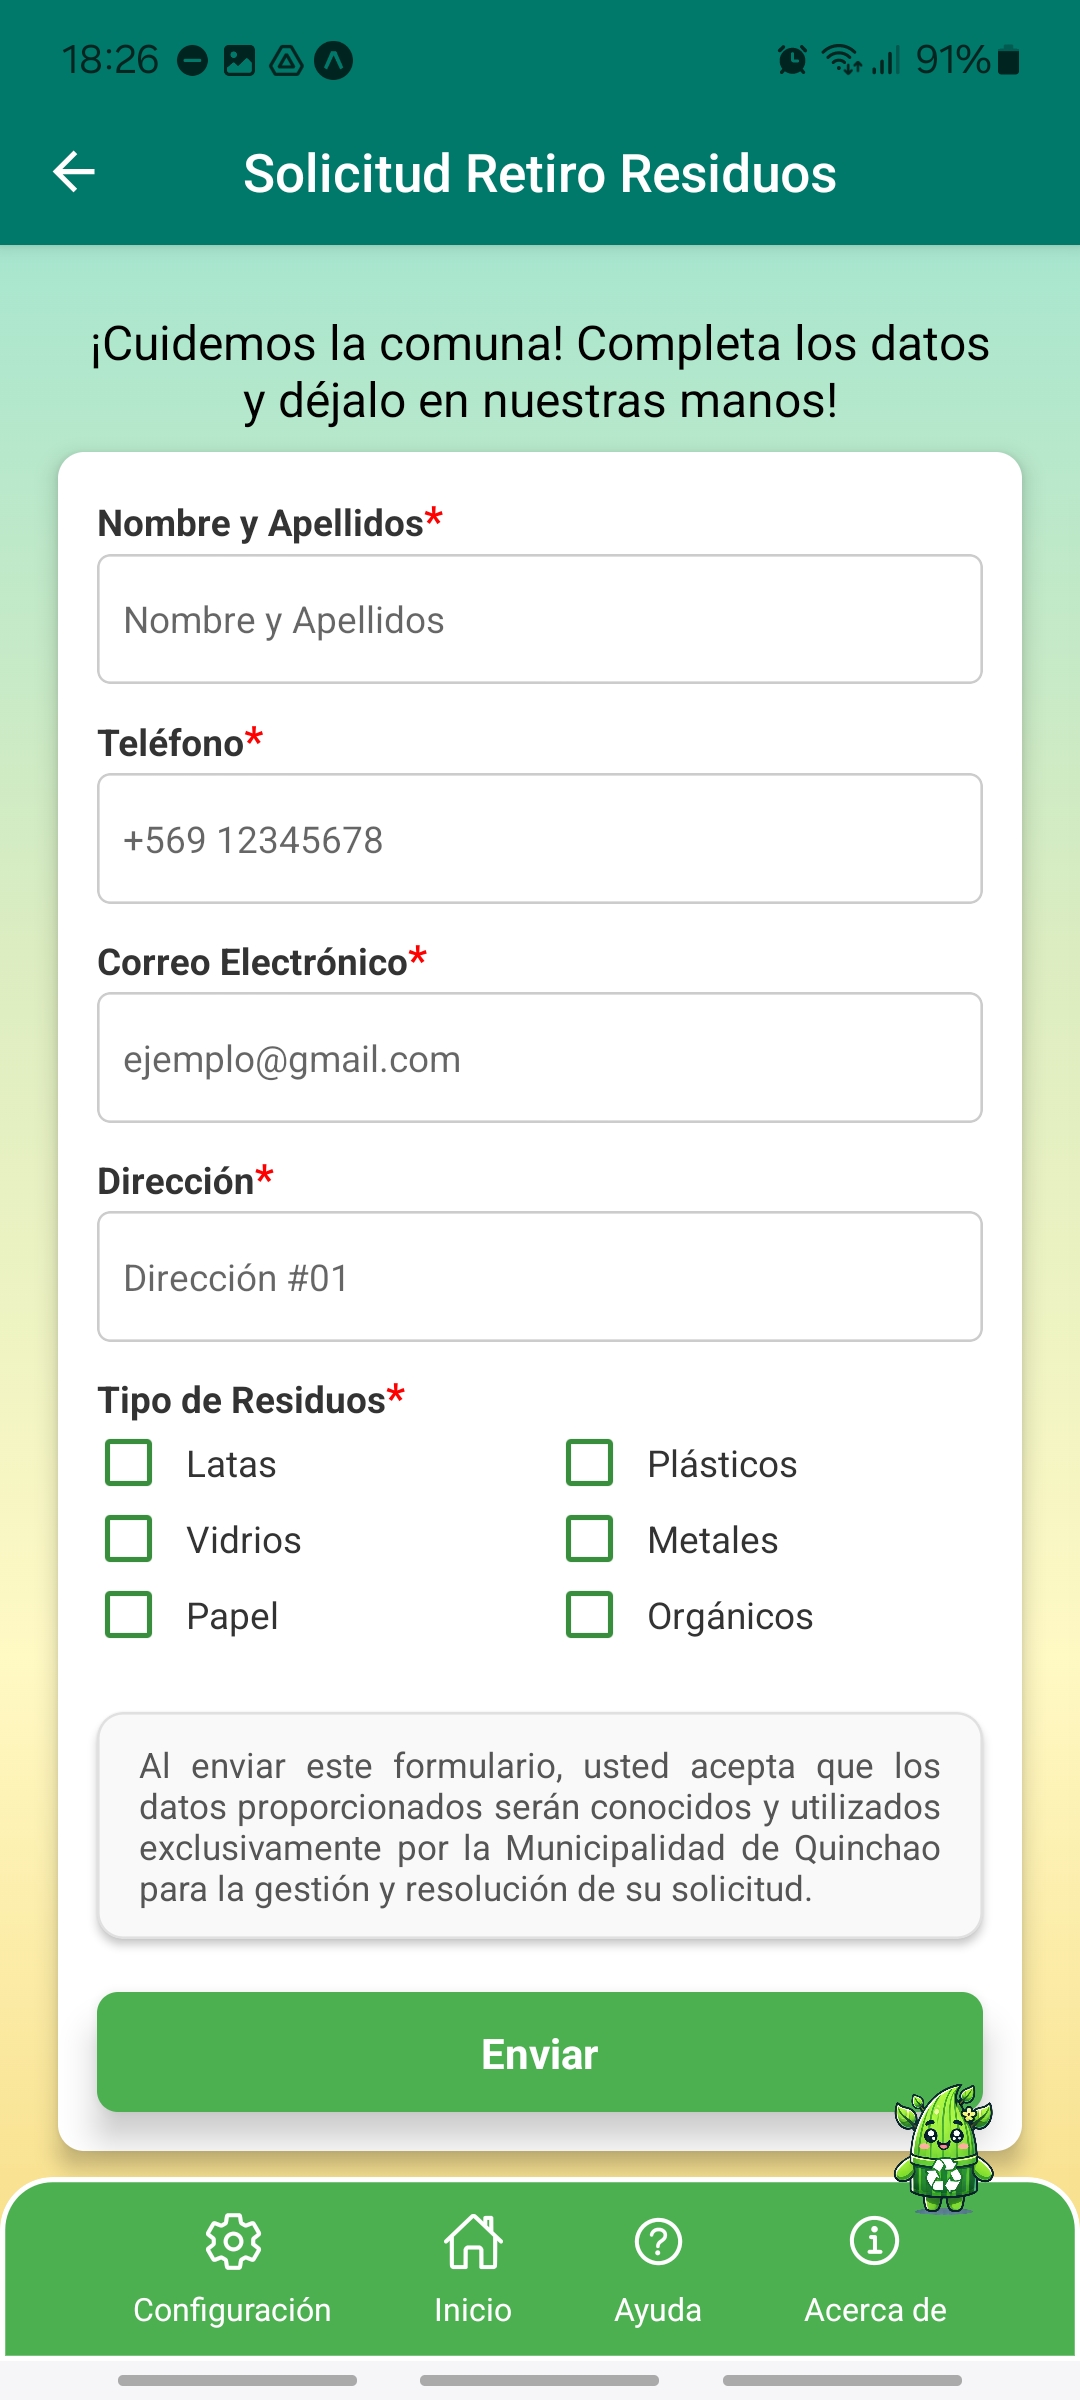 18:26
91%
Solicitud Retiro Residuos
¡Cuidemos la comuna! Completa los datos
y déjalo en nuestras manos!
Nombre y Apellidos*
Nombre y Apellidos
Teléfono*
+569 12345678
Correo Electrónico*
ejemplo@gmail.com
Dirección*
Dirección #01
Tipo de Residuos*
Latas
Plásticos
Vidrios
Metales
Papel
Orgánicos
Al enviar este formulario, usted acepta que los
datos proporcionados serán conocidos y utilizados
exclusivamente por la Municipalidad de Quinchao
para la gestión y resolución de su solicitud.
Enviar
Configuración
Inicio
Ayuda
Acerca de